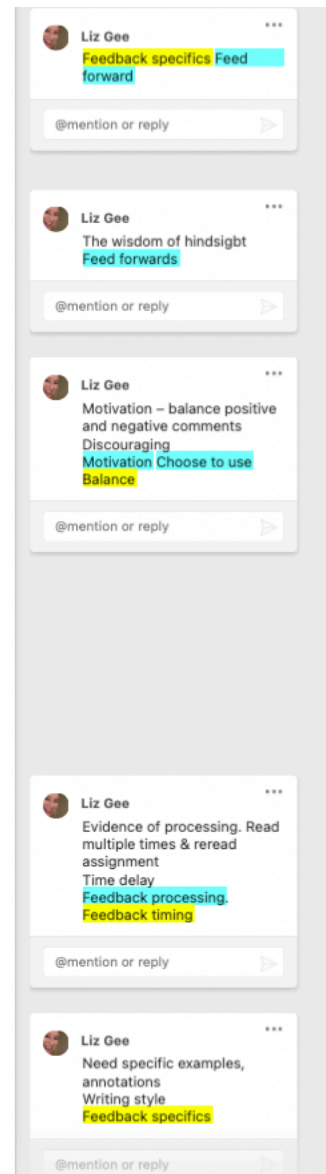 Liz Gee
Feedback specifics Feed
forward
@mention or reply
Liz Gee
The wisdom of hindsigbt
Feed forwards
@mention or reply
Liz Gee
Motivation – balance positive
and negative comments
Discouraging
Motivation Choose to use
Balance
@mention or reply
Liz Gee
Evidence of processing. Read
multiple times & reread
assignment
Time delay
Feedback processing.
Feedback timing
@mention or reply
Liz Gee
Need specific examples,
annotations
Writing style
Feedback specifics
@mention or reply